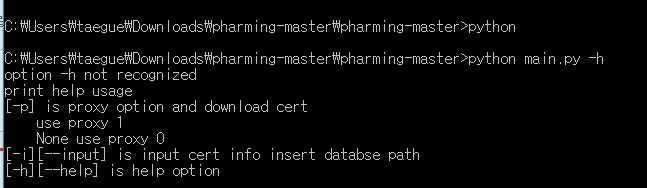 C:₩Users₩taegue₩Downloads₩pharming-master₩pharming-master>python
C:₩Users₩taegue₩Downloads₩pharming-master₩pharming-master>python main.py -h
option -h not recognized
print help usage
[-p] is proxy option and download cert
use proxy 1
None use proxy 0
[-i][--input] is input cert info insert databse path
[-h][--help] is help option